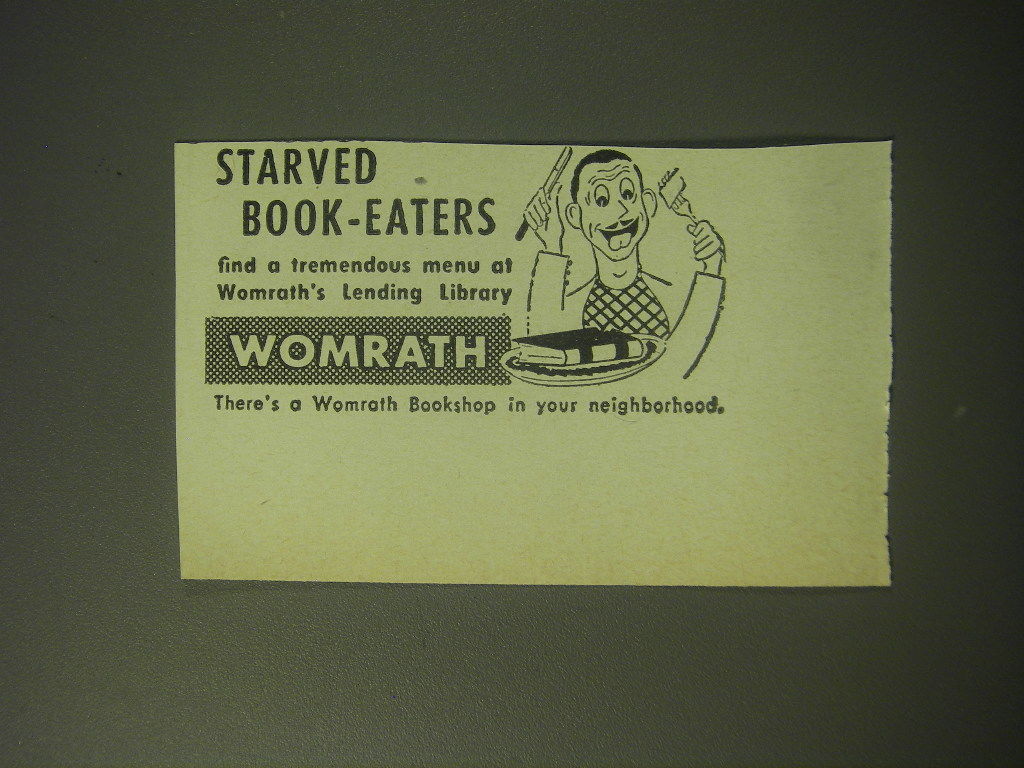 STARVED
BOOK-EATERS
find a tremendous menu at
Womrath's Lending Library
WOMRATH
There's a Womrath Bookshop in your neighborhood.